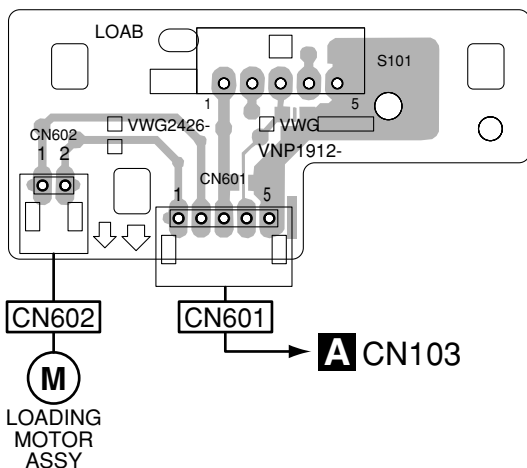 LOAB
S101
1 5
VWG2426-
VWG
CN602
VNP1912-
1 2
CN601
1 5
CN602
CN601
A CN103
M
LOADING
MOTOR
ASSY